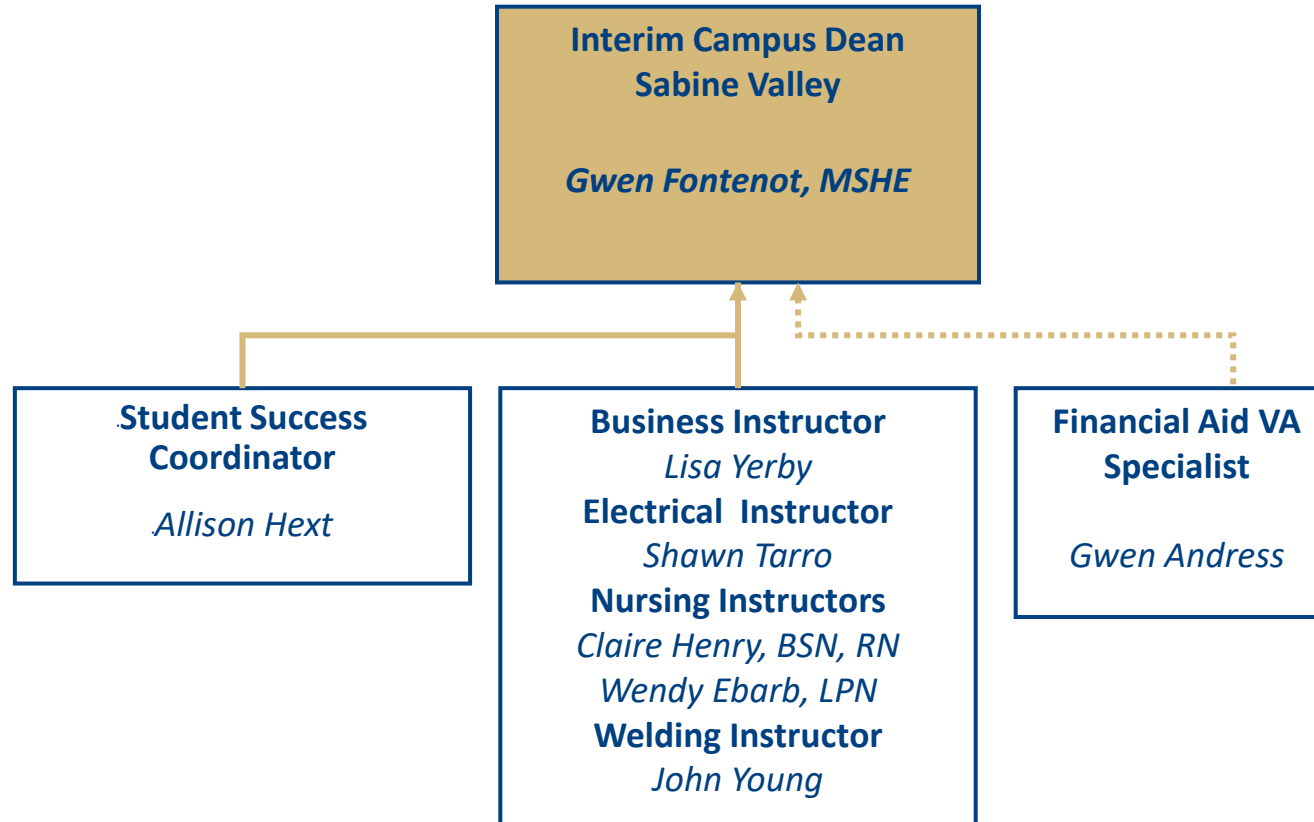 Interim Campus Dean
Sabine Valley
Gwen Fontenot, MSHE
.Student Success
Coordinator
.Allison Hext
Business Instructor
Lisa Yerby
Electrical  Instructor
Shawn Tarro
Nursing Instructors
Claire Henry, BSN, RN
Wendy Ebarb, LPN
Welding Instructor
John Young
Financial Aid VA
Specialist
Gwen Andress